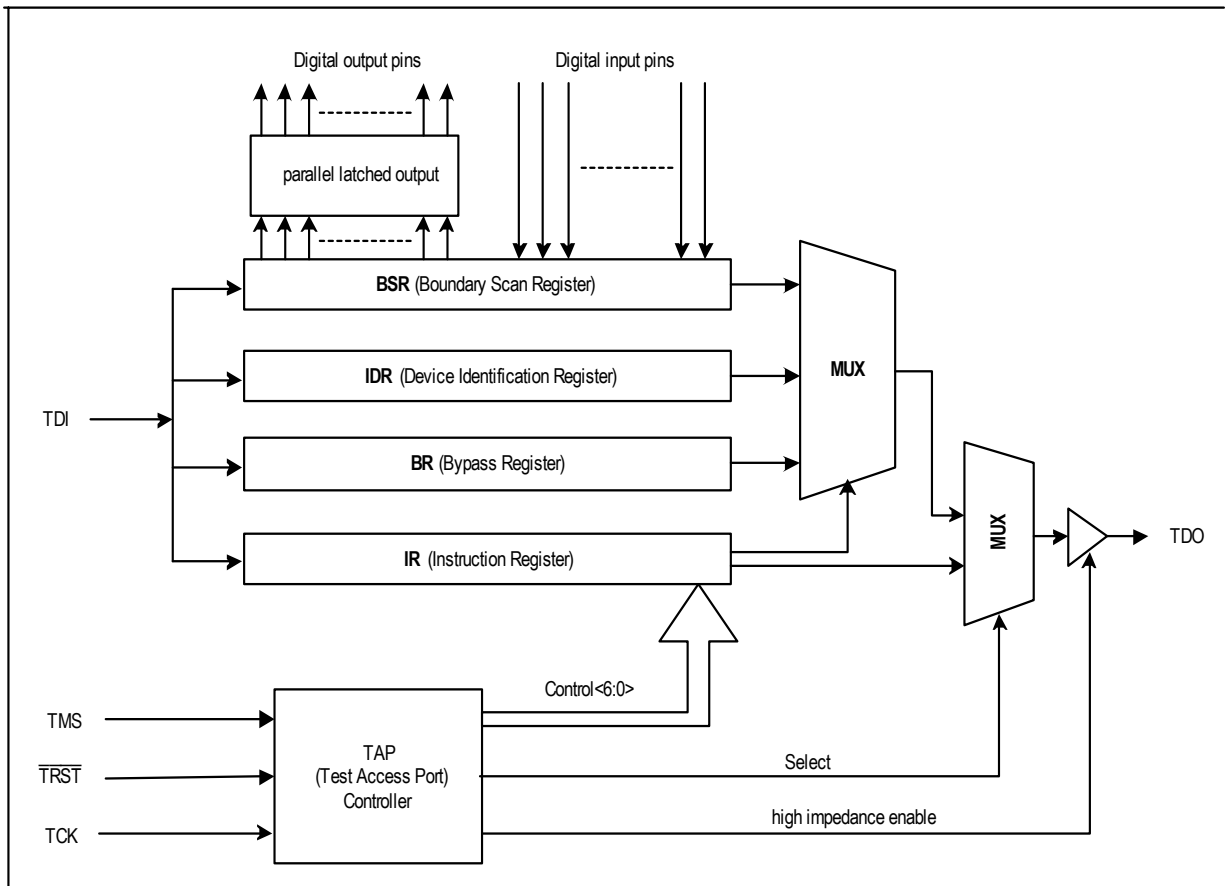 Digital output pins
Digital input pins
parallel latched output
BSR (Boundary Scan Register)
IDR (Device Identification Register)
MUX
TDI
BR (Bypass Register)
MUX
TDO
IR (Instruction Register)
Control<6:0>
TMS
TAP
(Test Access Port)
Controller
Select
T̅R̅S̅T̅
high impedance enable
TCK